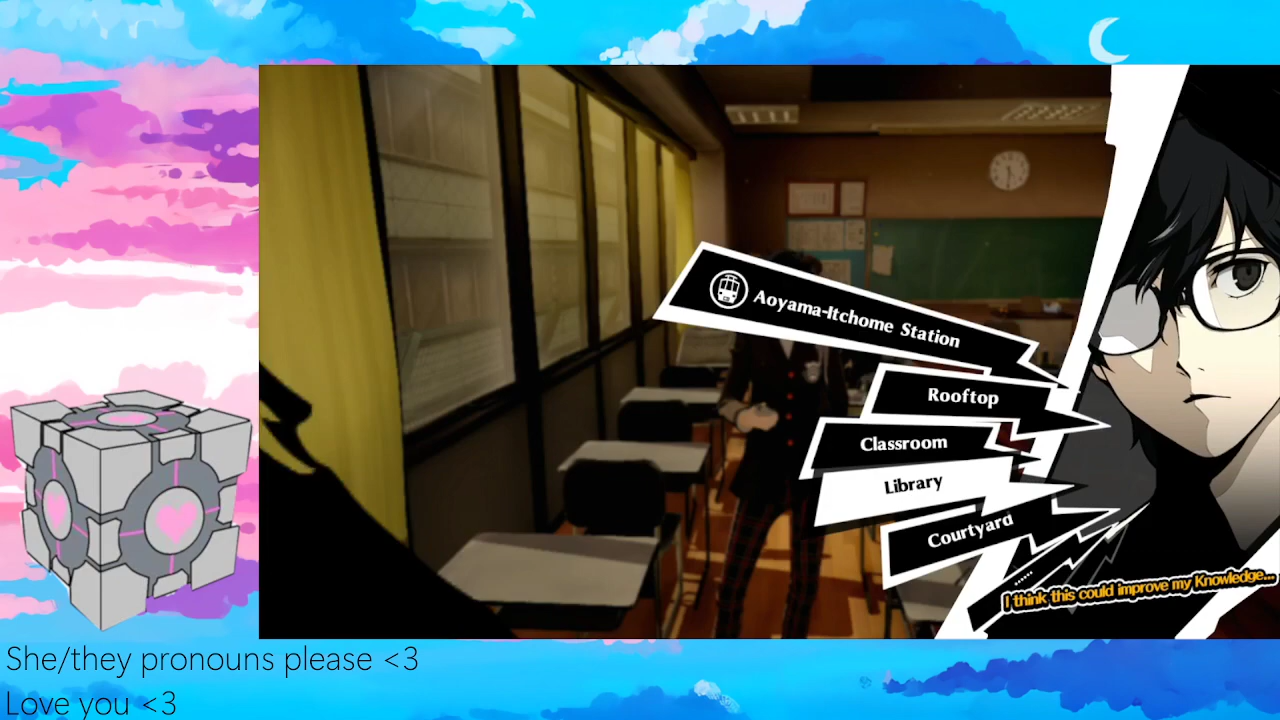 Aoyama-Itchome Station
Rooftop
Classroom
Library
Courtyard
......
I think this could improve my Knowledge...
She/they pronouns please <3
Love you <3